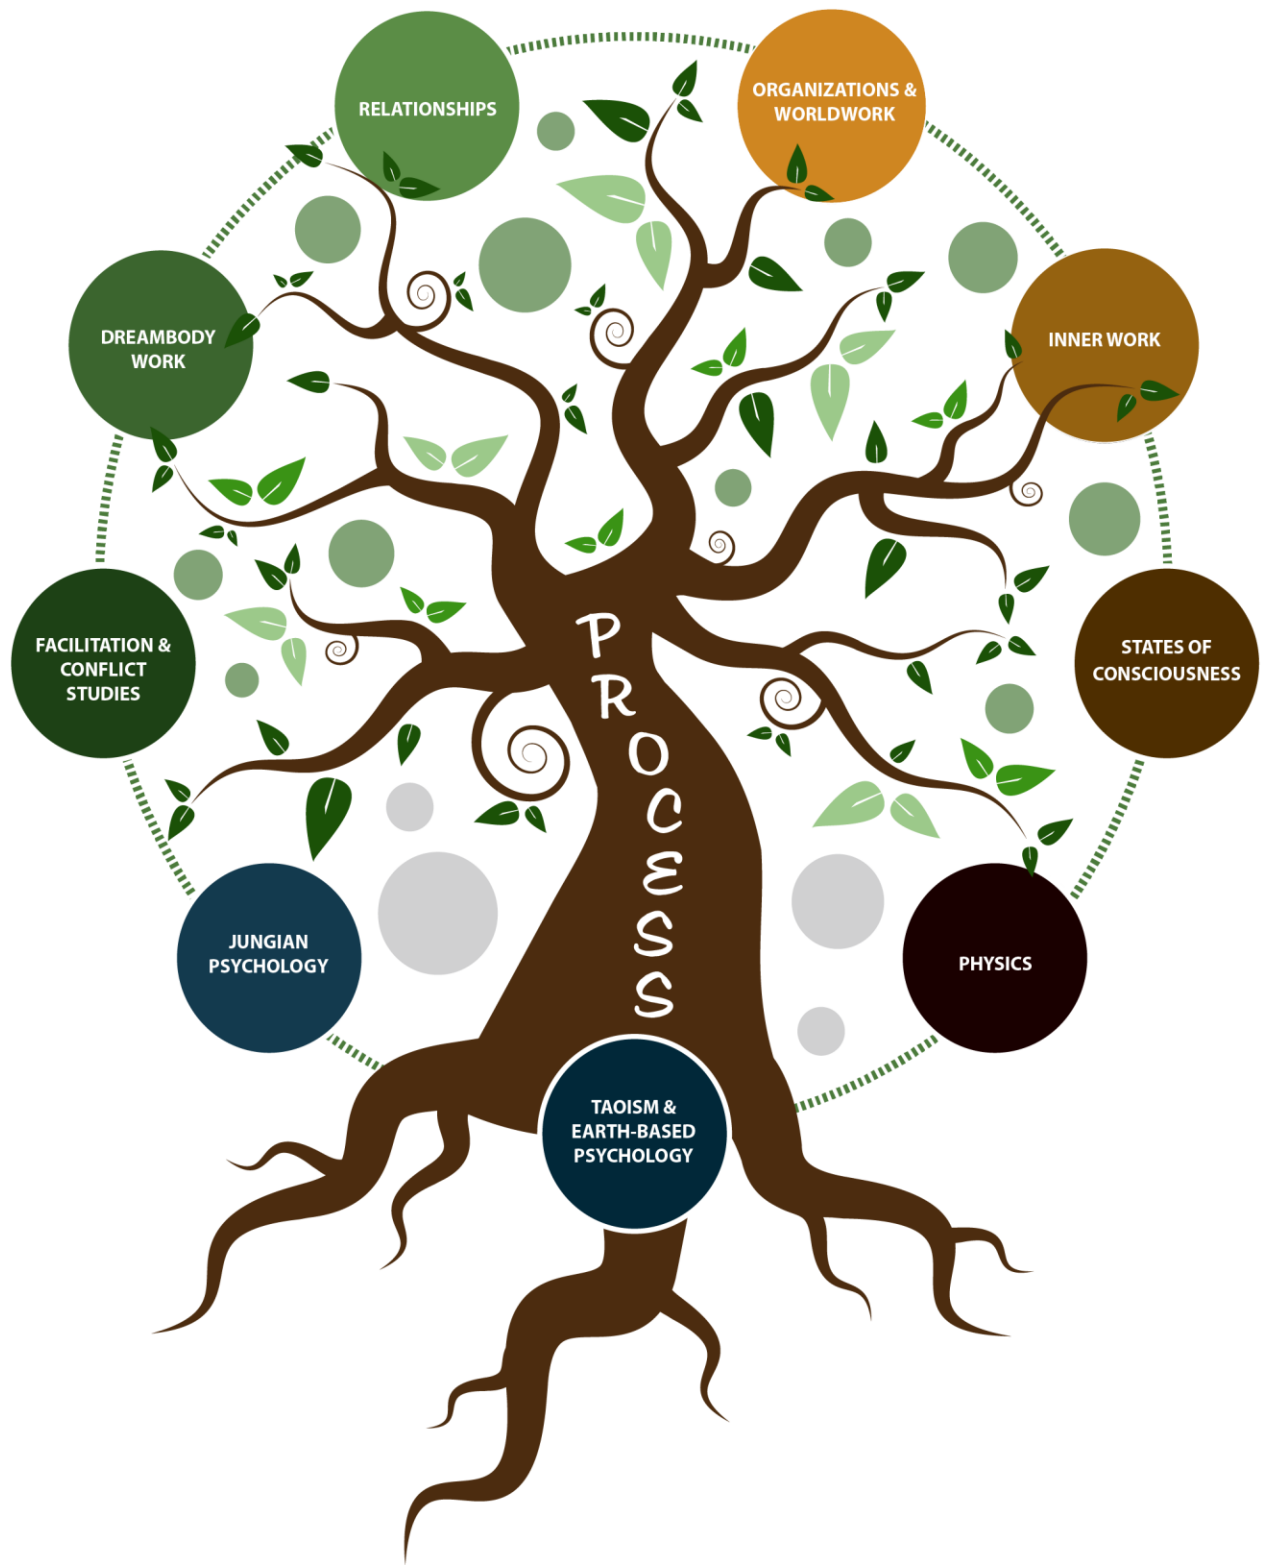 RELATIONSHIPS
ORGANIZATIONS &
WORLDWORK
DREAMBODY
WORK
INNER WORK
FACILITATION &
CONFLICT
STUDIES
STATES OF
CONSCIOUSNESS
PROCESS
JUNGIAN
PSYCHOLOGY
PHYSICS
TAOISM &
EARTH-BASED
PSYCHOLOGY